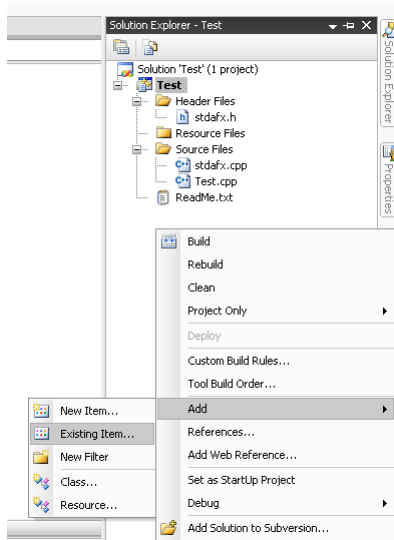 Solution Explorer - Test
Solution 'Test' (1 project)
Test
Header Files
stdafx.h
Resource Files
Source Files
stdafx.cpp
Test.cpp
ReadMe.txt
Solution Explorer
Properties
Build
Rebuild
Clean
Project Only
Deploy
Custom Build Rules...
Tool Build Order...
Add
References...
Add Web Reference...
Set as StartUp Project
Debug
Add Solution to Subversion...
New Item...
Existing Item...
New Filter
Class...
Resource...